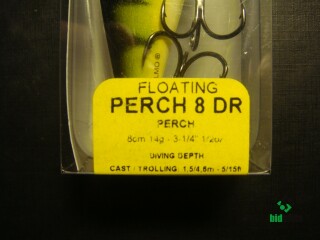 FLOATING
PERCH 8 DR
PERCH
8cm 14g - 3-1/4" 1/2oz
DIVING DEPTH
CAST - TROLLING: 1,5/4,6m - 5/15ft
bid